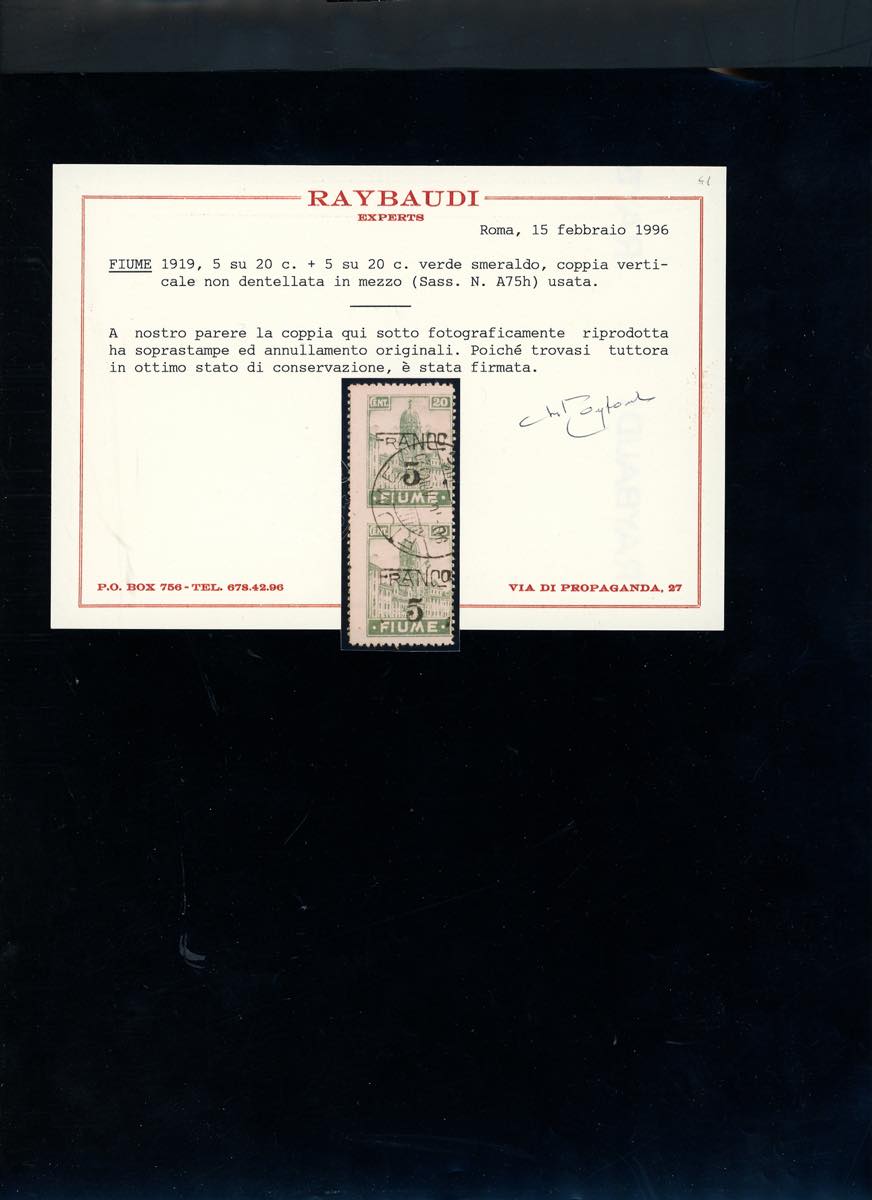 RAYBAUDI
EXPERTS
Roma, 15 febbraio 1996
FIUME 1919, 5 su 20 c. + 5 su 20 c. verde smeraldo, coppia verti-
cale non dentellata in mezzo (Sass. N. A75h) usata.
A nostro parere la coppia qui sotto fotograficamente riprodotta
ha soprastampe ed annullamento originali. Poiché trovasi tuttora
in ottimo stato di conservazione, è stata firmata.
CENT. 20
FRANCO
5
FIUME
CENT. 20
FRANCO
5
FIUME
P.O. BOX 756 - TEL. 678.42.96
VIA DI PROPAGANDA, 27